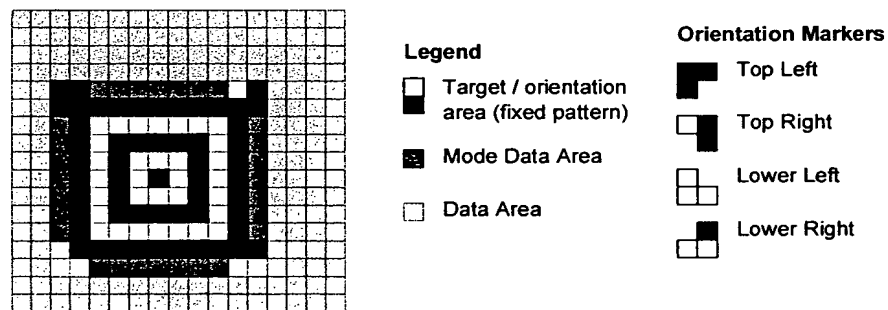 Legend
Target / orientation
area (fixed pattern)
Mode Data Area
Data Area
Orientation Markers
Top Left
Top Right
Lower Left
Lower Right